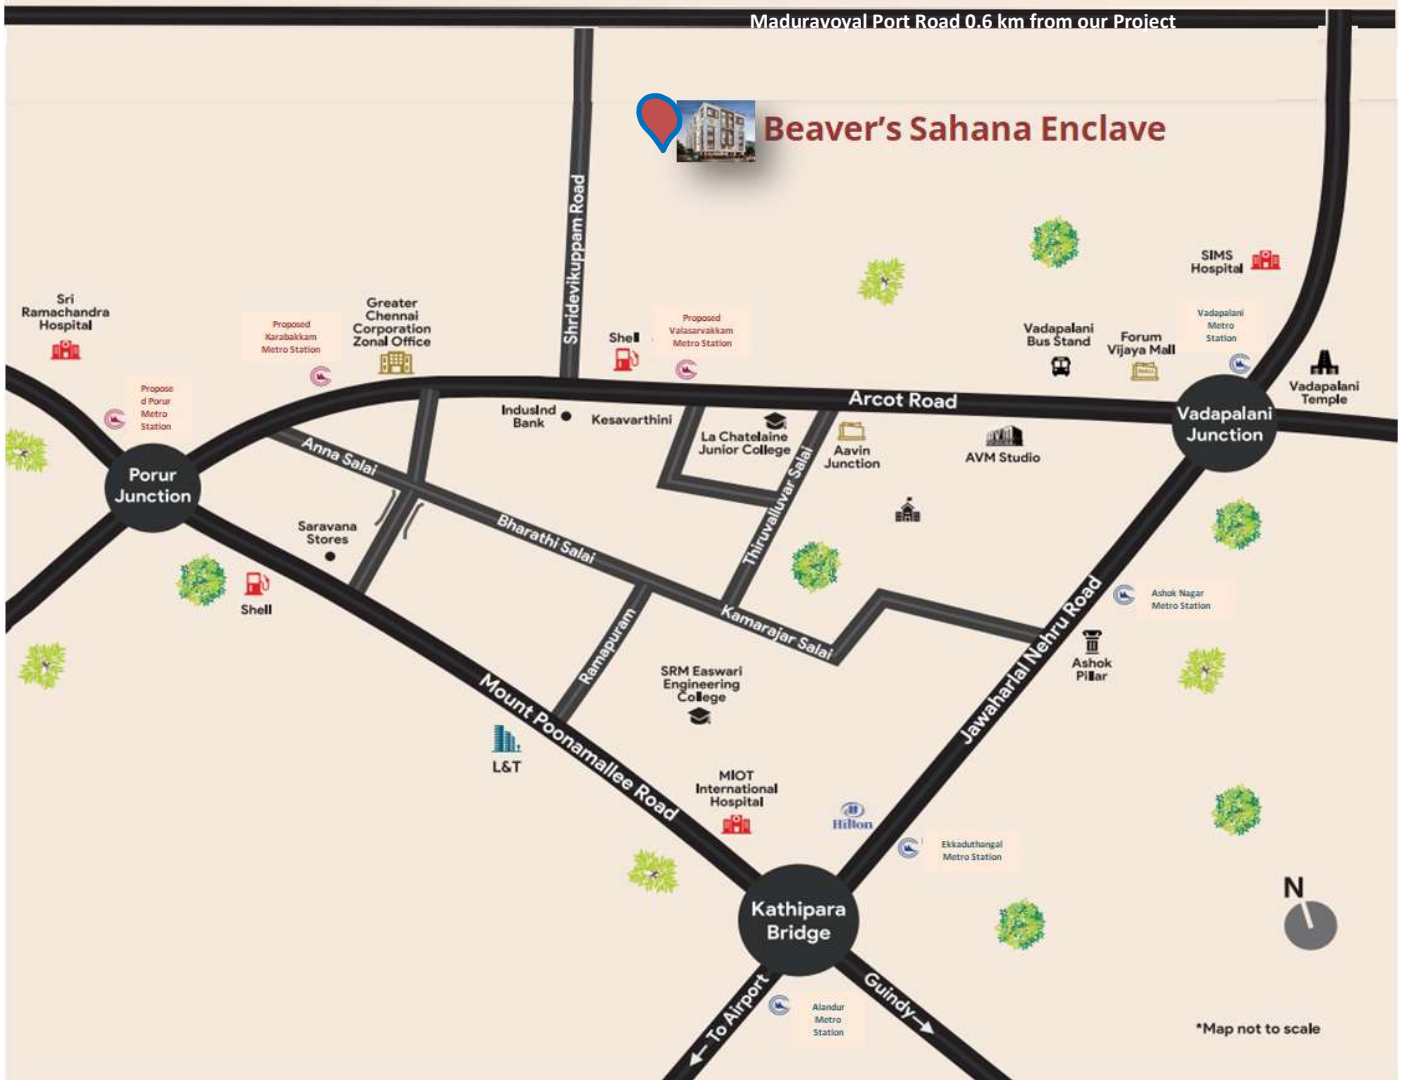 Maduravoyal Port Road 0.6 km from our Project
Beaver's Sahana Enclave
Shridevikuppam Road
SIMS
Hospital
Sri
Ramachandra
Hospital
Proposed
Karabakkam
Metro Station
Greater
Chennai
Corporation
Zonal Office
Shell
Proposed
Valasarvakkam
Metro Station
Vadapalani
Bus Stand
Forum
Vijaya Mall
Vadapalani
Metro
Station
Vadapalani
Temple
Propose
d Porur
Metro
Station
Arcot Road
IndusInd
Bank
Kesavarthini
La Chatelaine
Junior College
Aavin
Junction
AVM Studio
Vadapalani
Junction
Porur
Junction
Anna Salai
Thiruvalluvar Salai
Saravana
Stores
Bharathi Salai
Shell
Ramapuram
Kamarajar Salai
Jawaharlal Nehru Road
Ashok Nagar
Metro Station
Ashok
Pillar
SRM Easwari
Engineering
College
Mount Poonamallee Road
L&T
MIOT
International
Hospital
Hilton
Ekkaduthangal
Metro Station
Kathipara
Bridge
N
To Airport
Guindy
Alandur
Metro
Station
*Map not to scale